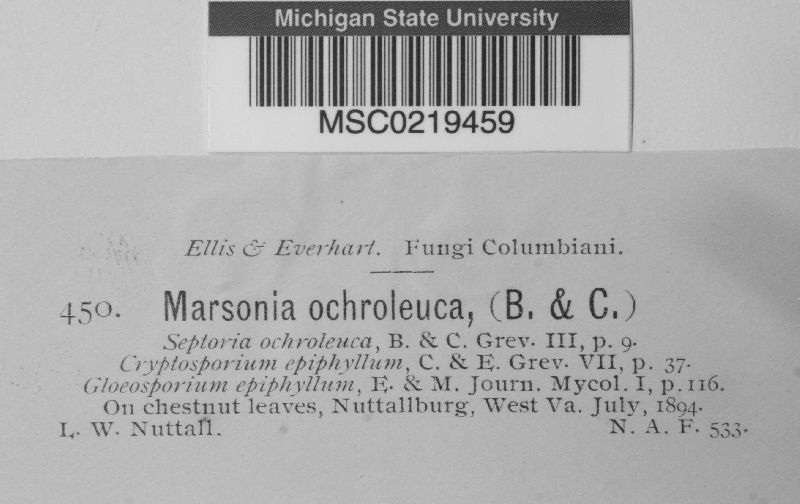 Michigan State University
MSC0219459
Ellis & Everhart. Fungi Columbiani.
450. Marsonia ochroleuca, (B. & C.)
Septoria ochroleuca, B. & C. Grev. III, p. 9.
Cryptosporium epiphyllum, C. & E. Grev. VII, p. 37.
Gloeosporium epiphyllum, E. & M. Journ. Mycol. I, p. 116.
On chestnut leaves, Nuttallburg, West Va. July, 1894.
L. W. Nuttall. N. A. F. 533.